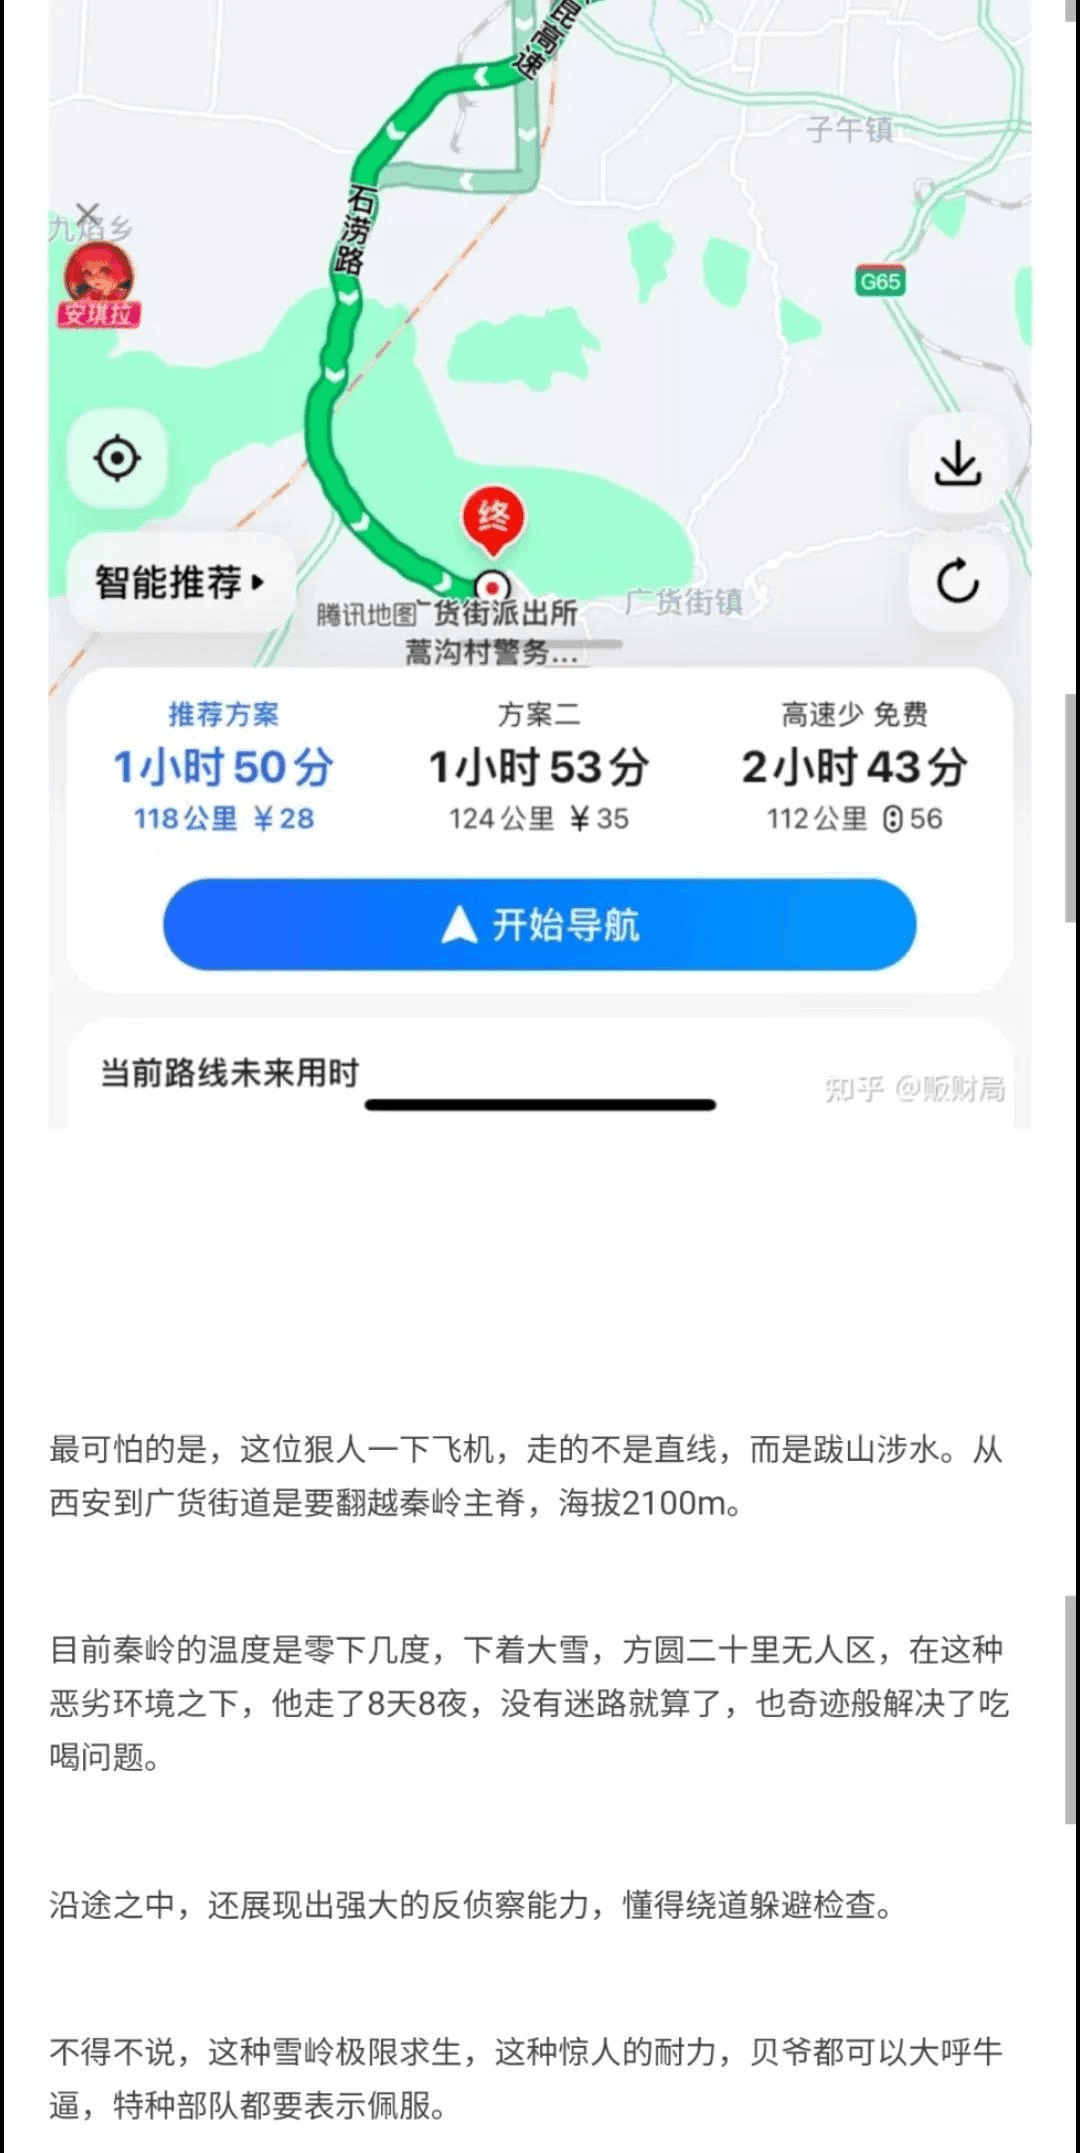 昆高速
子午镇
石涝路
九焰乡
安琪拉
G65
终
智能推荐
腾讯地图
广货街派出所
广货街镇
蒿沟村警务...
推荐方案
方案二
高速少 免费
1小时50分
1小时53分
2小时43分
118公里 ¥28
124公里 ¥35
112公里 56
开始导航
当前路线未来用时
知乎 @贩财局
最可怕的是，这位狠人一下飞机，走的不是直线，而是跋山涉水。从
西安到广货街道是要翻越秦岭主脊，海拔2100m。
目前秦岭的温度是零下几度，下着大雪，方圆二十里无人区，在这种
恶劣环境之下，他走了8天8夜，没有迷路就算了，也奇迹般解决了吃
喝问题。
沿途之中，还展现出强大的反侦察能力，懂得绕道躲避检查。
不得不说，这种雪岭极限求生，这种惊人的耐力，贝爷都可以大呼牛
逼，特种部队都要表示佩服。